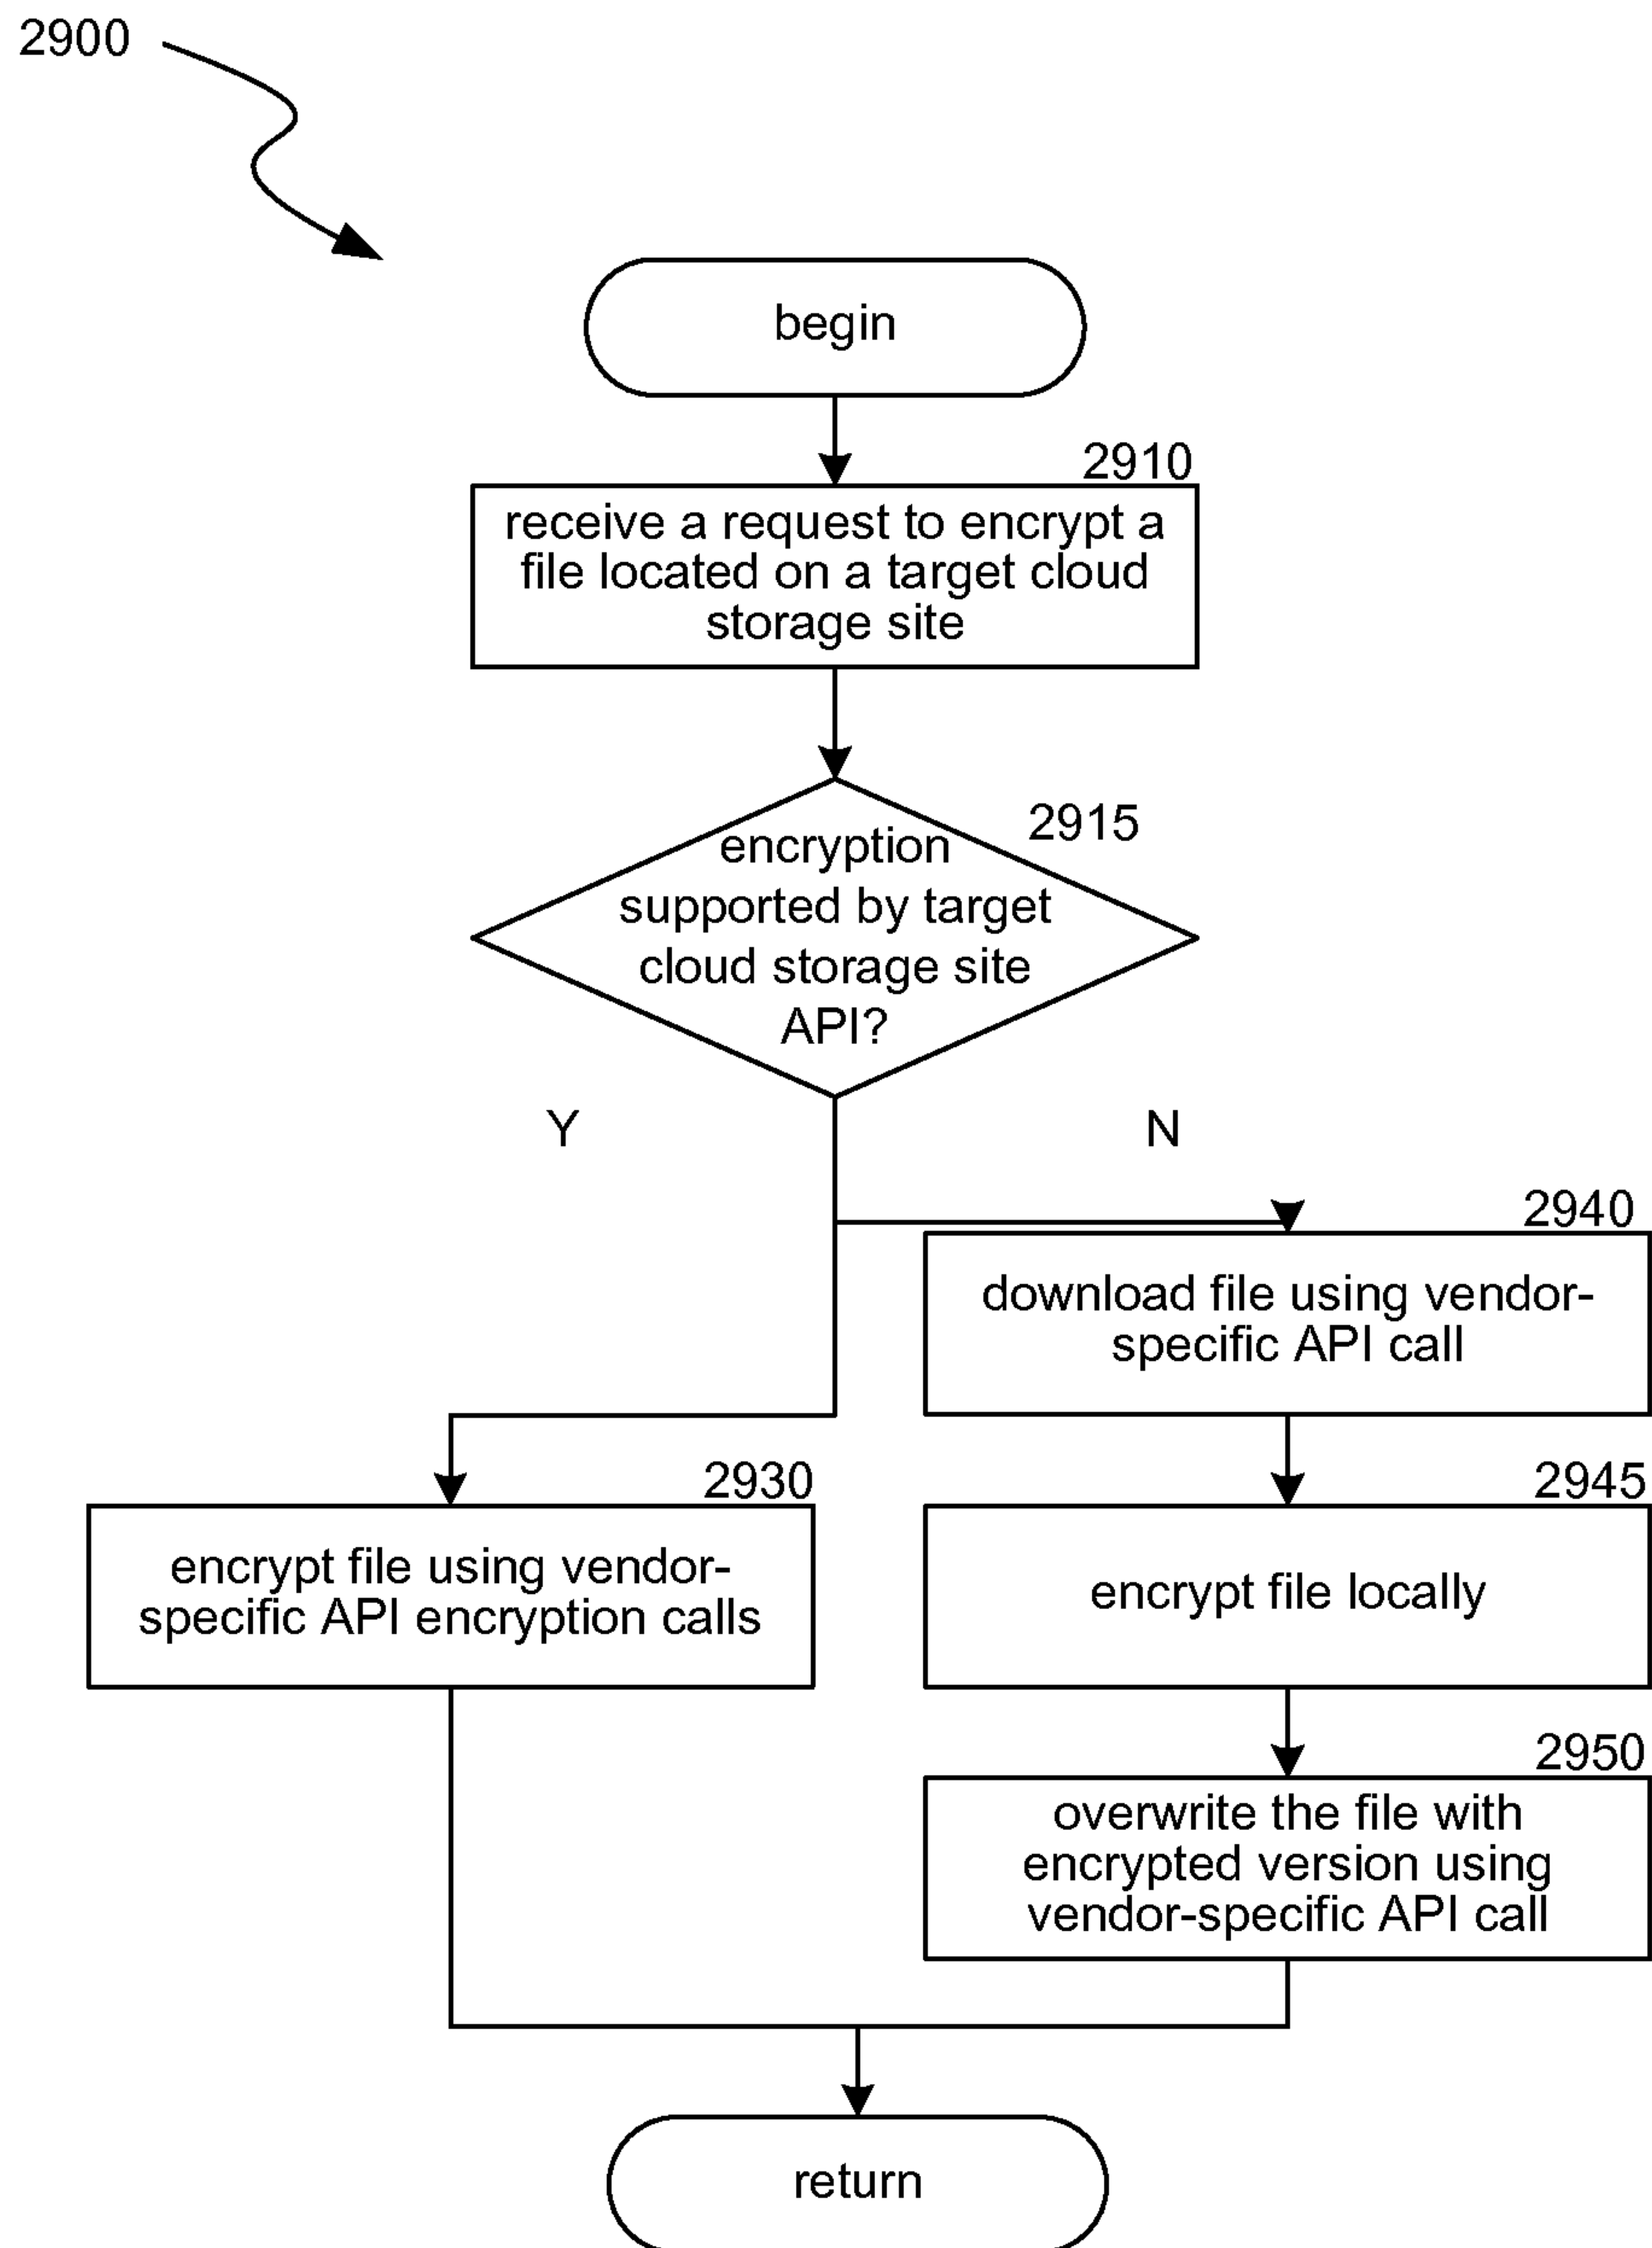 2900
begin
2910
receive a request to encrypt a
file located on a target cloud
storage site
2915
encryption
supported by target
cloud storage site
API?
Y
N
2940
download file using vendor-
specific API call
2930
encrypt file using vendor-
specific API encryption calls
2945
encrypt file locally
2950
overwrite the file with
encrypted version using
vendor-specific API call
return